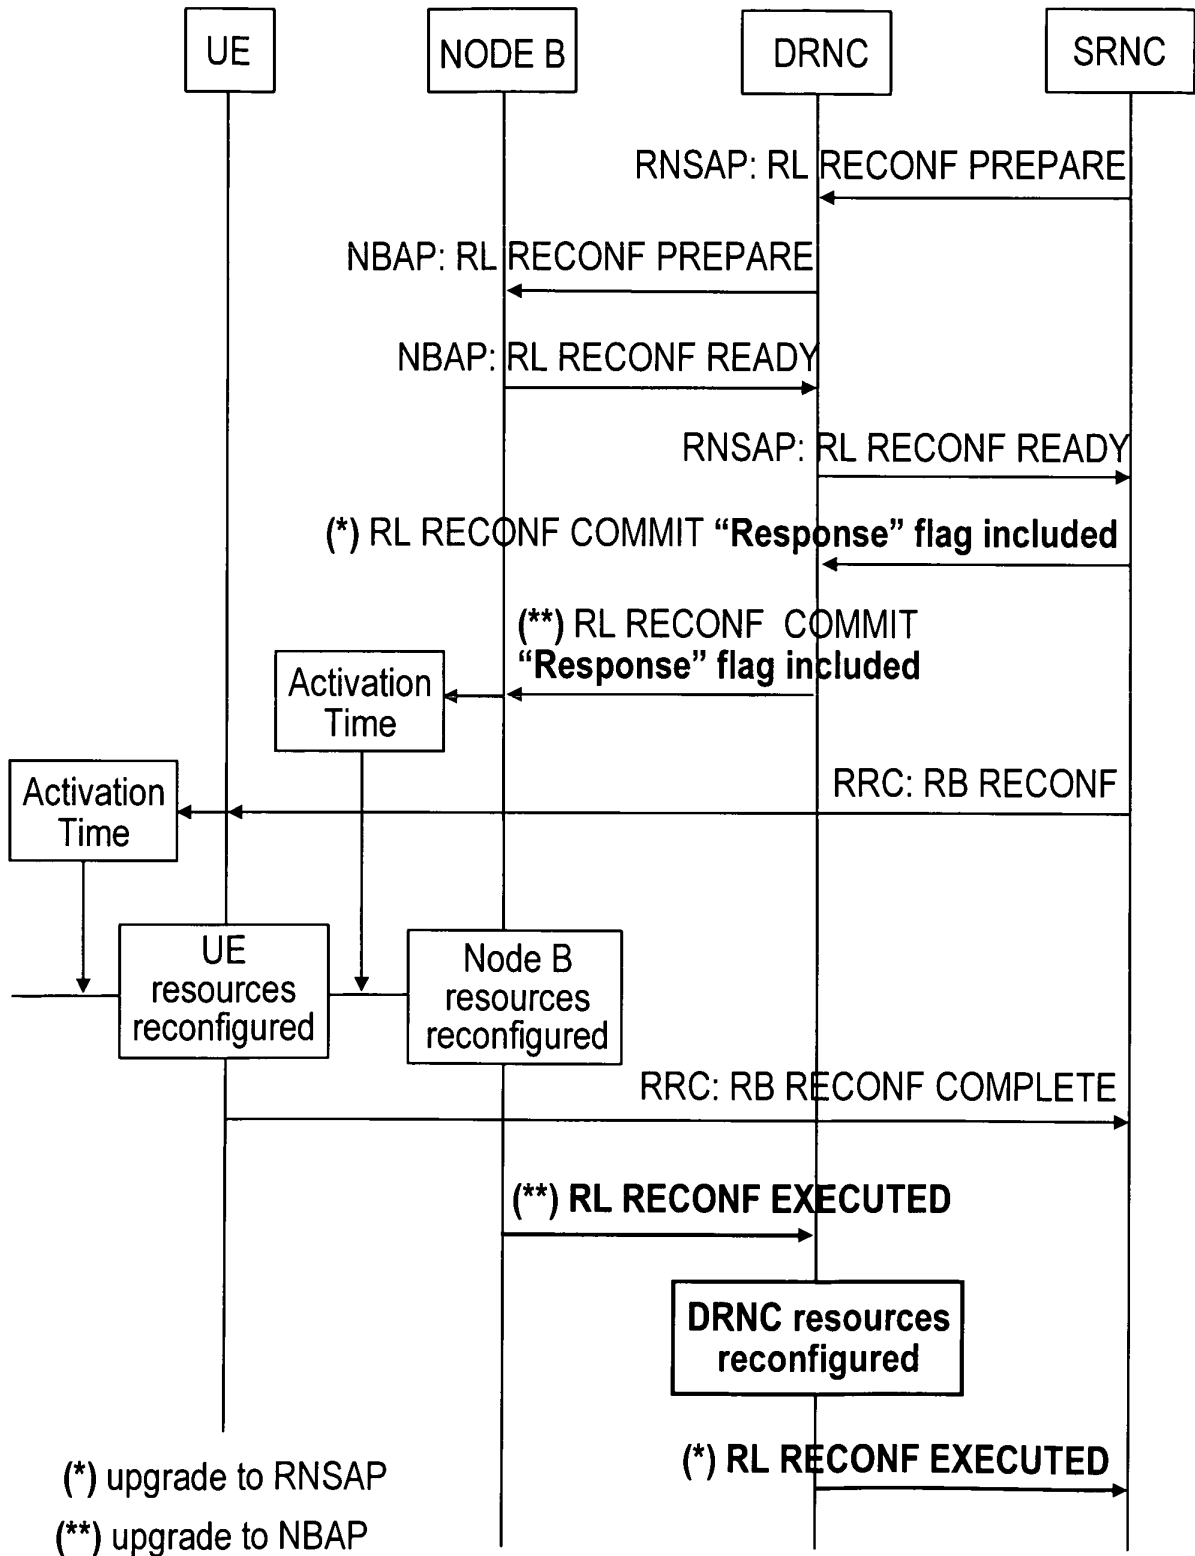 UE
NODE B
DRNC
SRNC
RNSAP: RL RECONF PREPARE
NBAP: RL RECONF PREPARE
NBAP: RL RECONF READY
RNSAP: RL RECONF READY
(*) RL RECONF COMMIT “Response” flag included
(**) RL RECONF COMMIT
“Response” flag included
Activation
Time
RRC: RB RECONF
Activation
Time
UE
resources
reconfigured
Node B
resources
reconfigured
RRC: RB RECONF COMPLETE
(**) RL RECONF EXECUTED
DRNC resources
reconfigured
(*) RL RECONF EXECUTED
(*) upgrade to RNSAP
(**) upgrade to NBAP